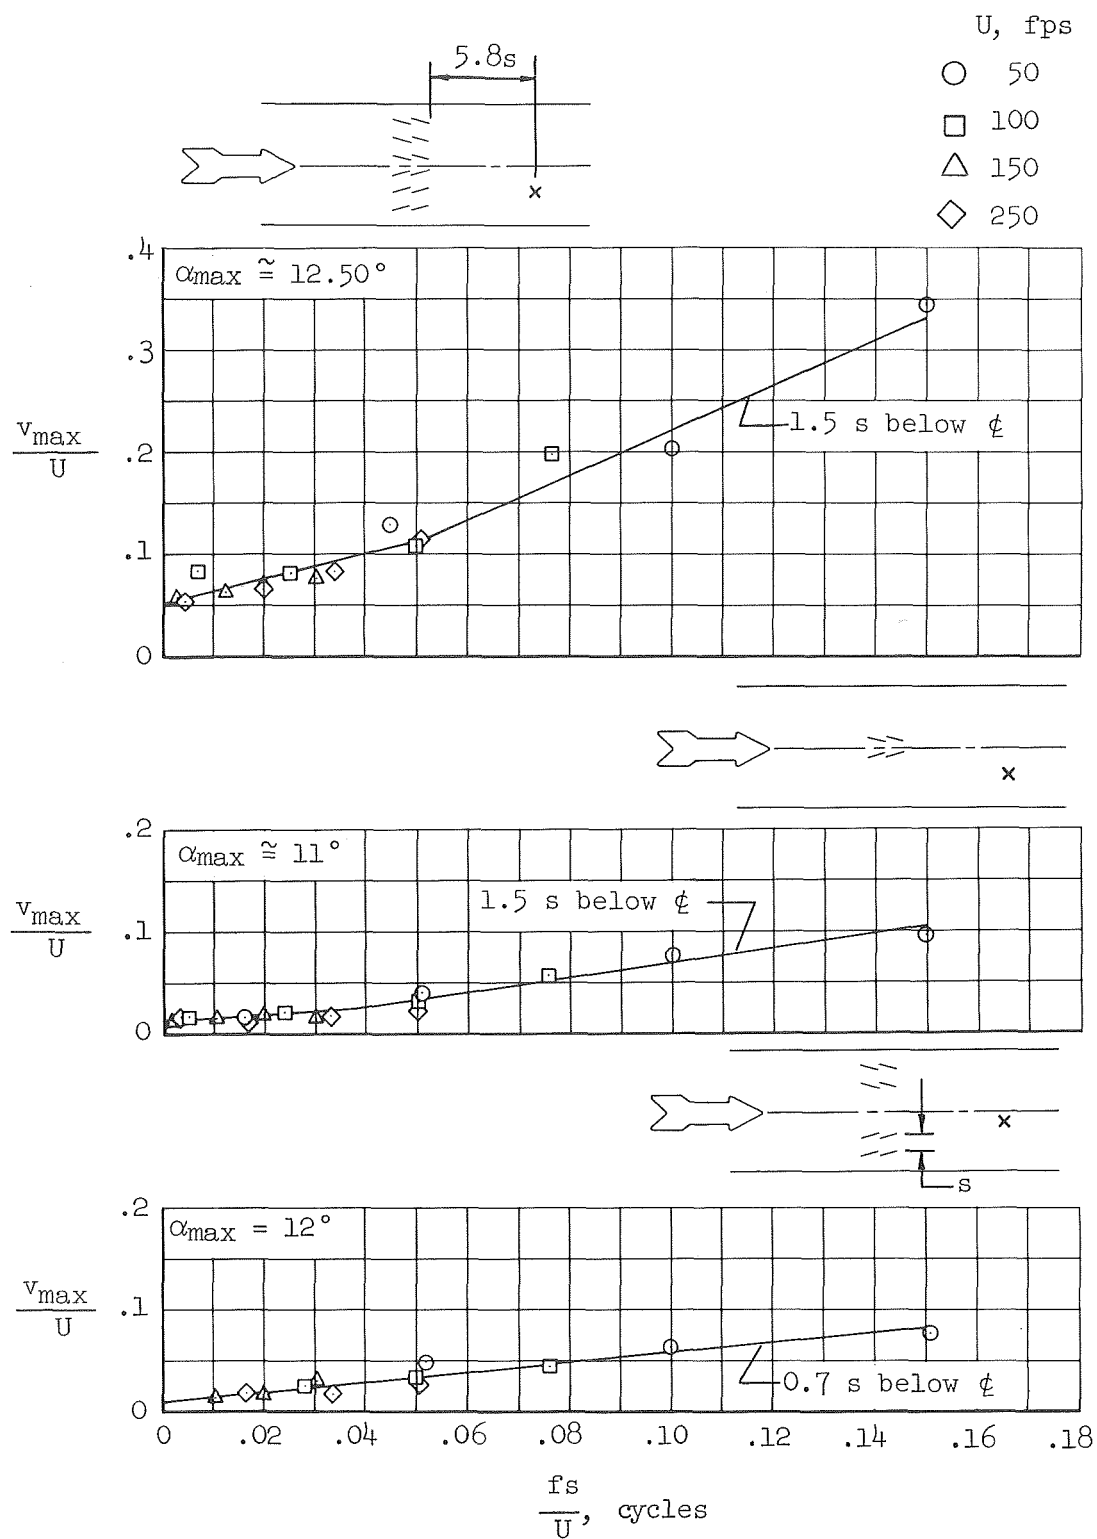 U, fps
5.8s
50
100
150
250
αmax ≅ 12.50°
.4
.3
.2
.1
0
vmax
U
1.5 s below ℄
αmax ≅ 11°
.2
.1
0
vmax
U
1.5 s below ℄
s
αmax = 12°
.2
.1
0
vmax
U
0.7 s below ℄
0 .02 .04 .06 .08 .10 .12 .14 .16 .18
fs
U, cycles